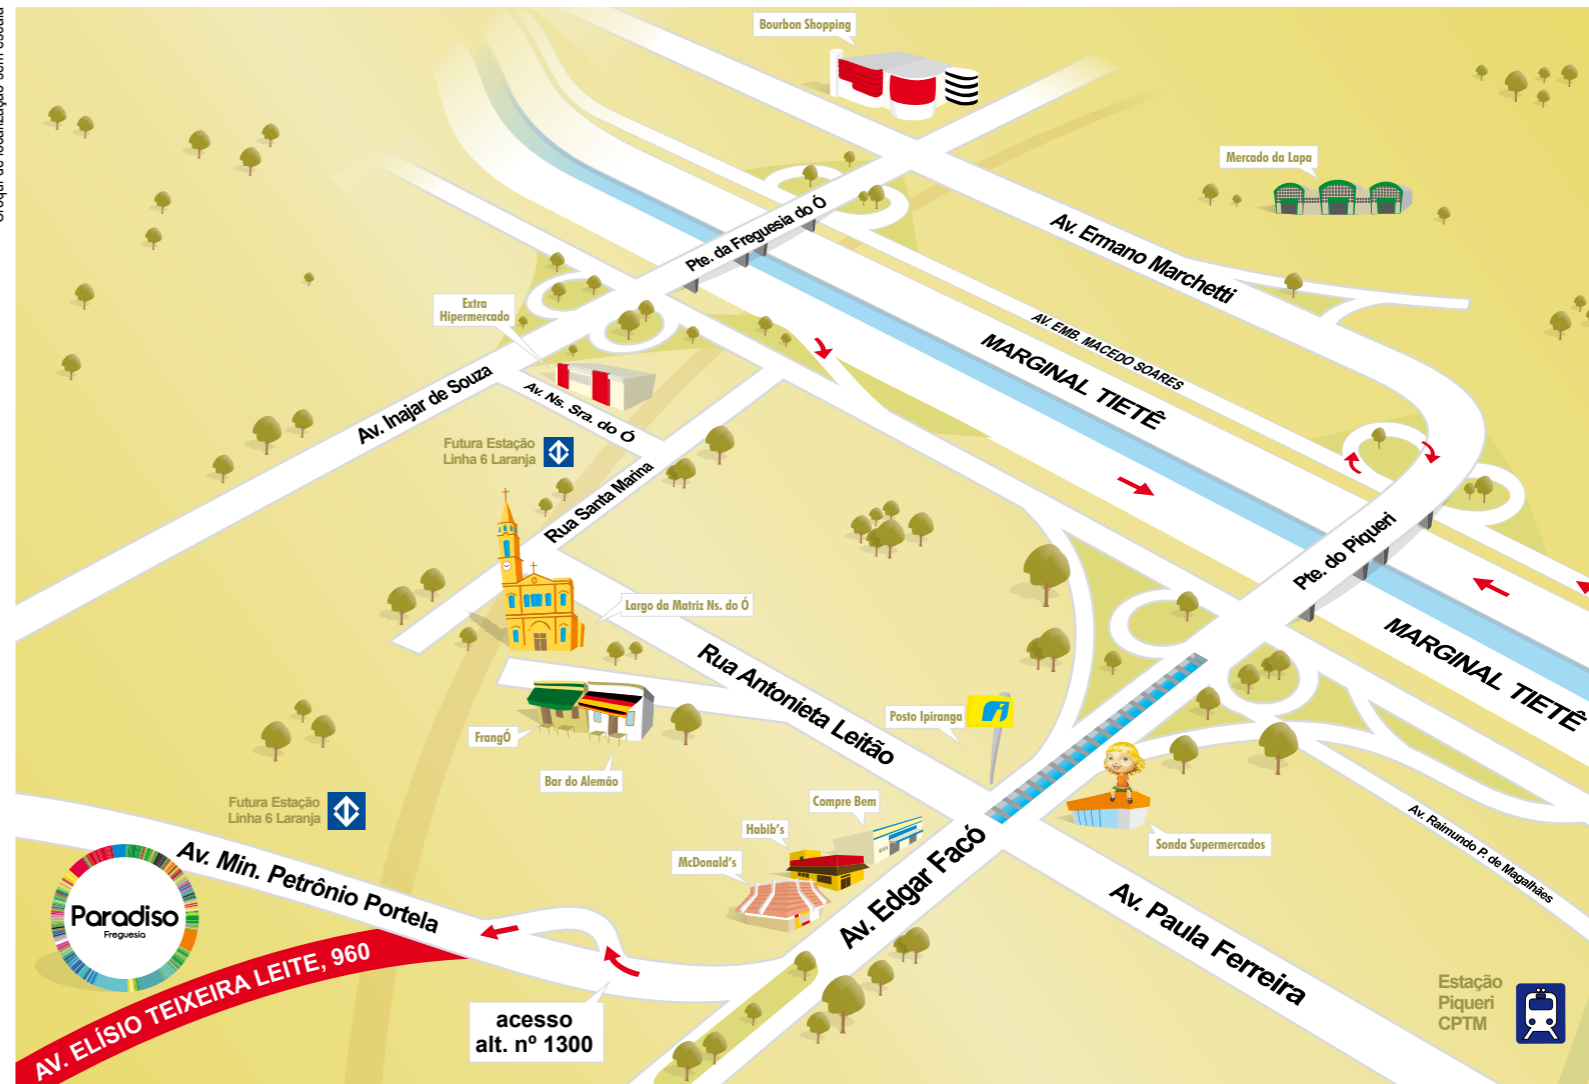 Bourbon Shopping
Mercado da Lapa
Pte. da Freguesia do Ó
Av. Ermano Marchetti
Extra
Hipermercado
AV. EMB. MACEDO SOARES
MARGINAL TIETÊ
Av. Inajar de Souza
Av. Ns. Sra. do Ó
Futura Estação
Linha 6 Laranja
Rua Santa Marina
Pte. do Piqueri
Largo da Matriz Ns. do Ó
MARGINAL TIETÊ
Rua Antonieta Leitão
Posto Ipiranga
FrangÓ
Bar do Alemão
Futura Estação
Linha 6 Laranja
Compre Bem
Habib's
McDonald's
Sonda Supermercados
Av. Raimundo P. de Magalhães
Av. Min. Petrônio Portela
Av. Edgar Facó
Av. Paula Ferreira
Paradiso
Freguesia
AV. ELÍSIO TEIXEIRA LEITE, 960
acesso
alt. nº 1300
Estação
Piqueri
CPTM